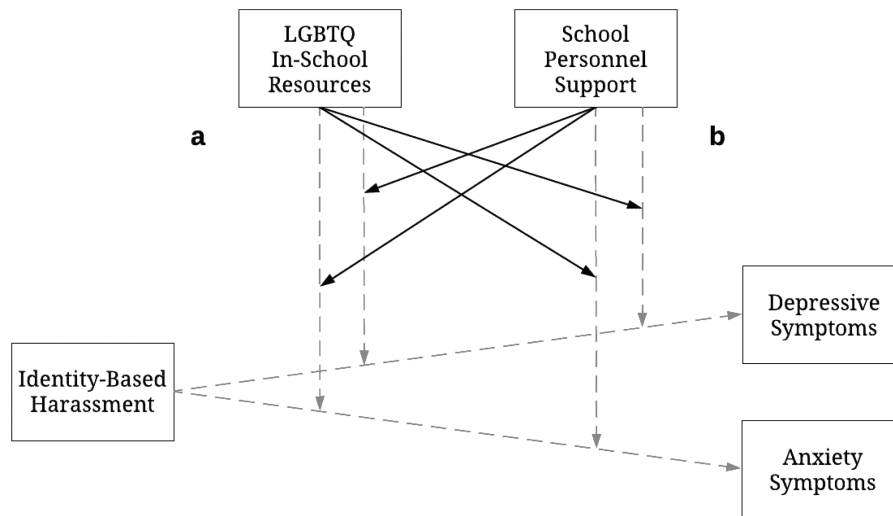 LGBTQ
In-School
Resources
School
Personnel
Support
a
b
Identity-Based
Harassment
Depressive
Symptoms
Anxiety
Symptoms